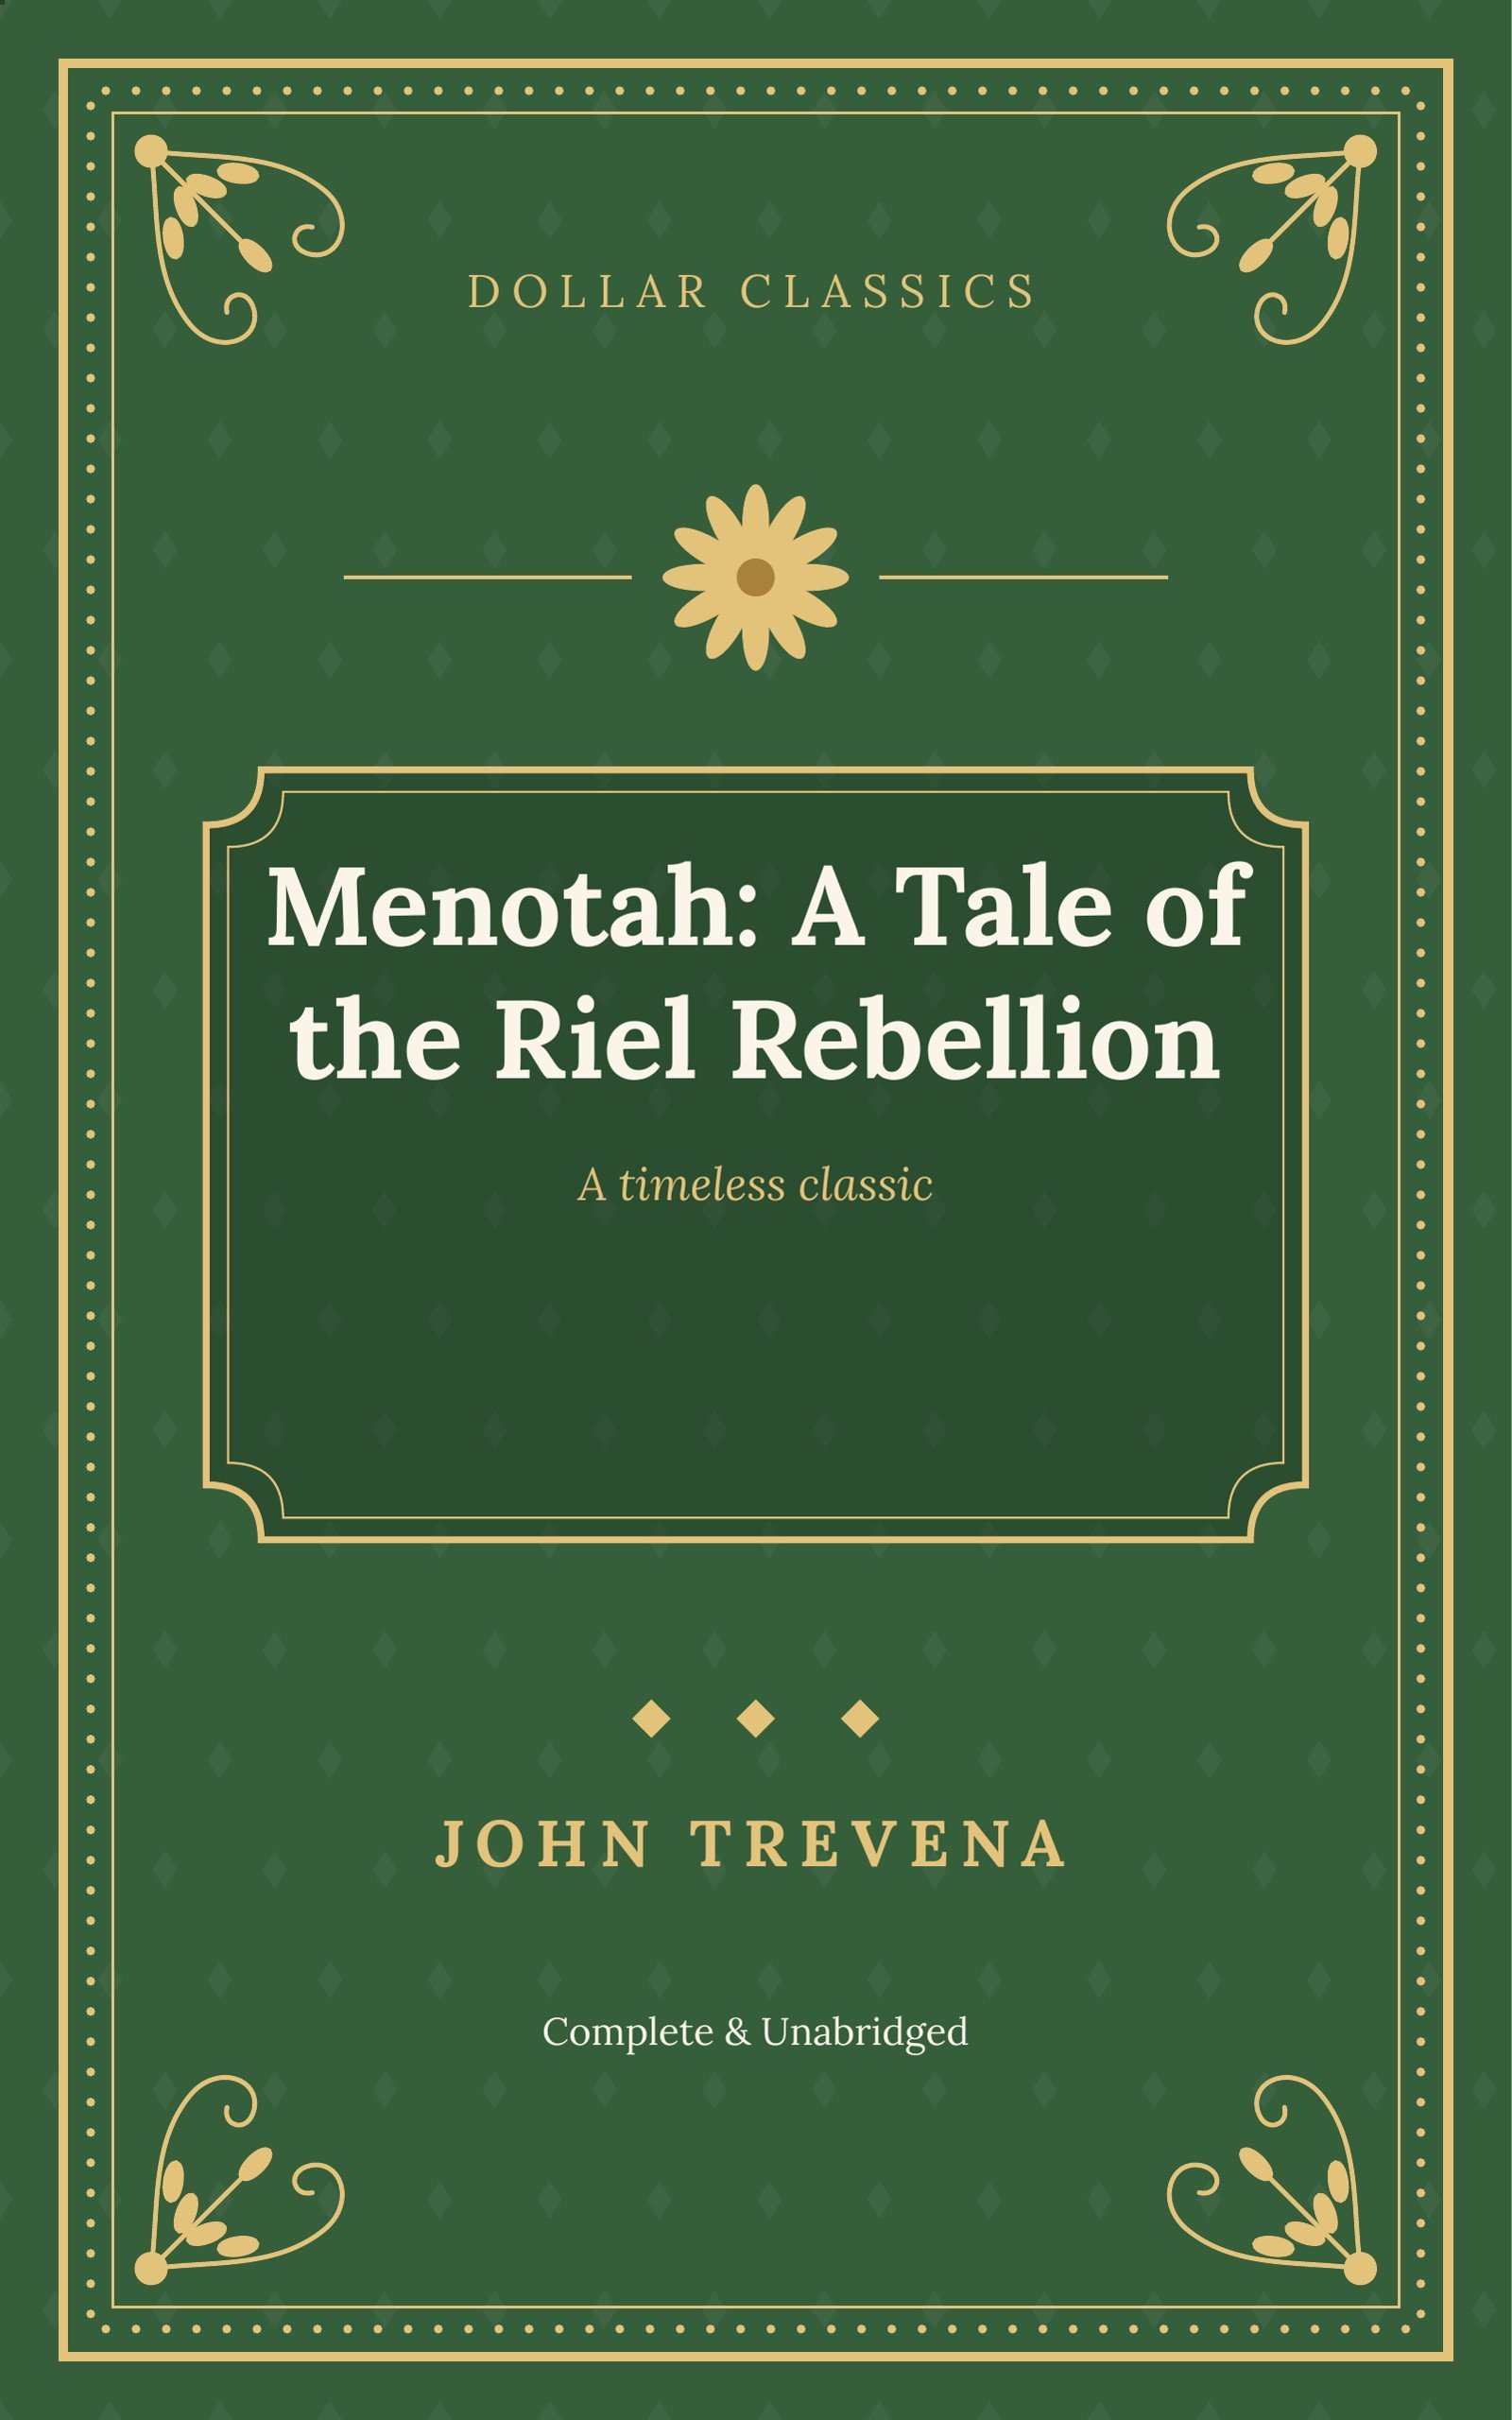 DOLLAR CLASSICS
Menotah: A Tale of
the Riel Rebellion
A timeless classic
JOHN TREVENA
Complete & Unabridged